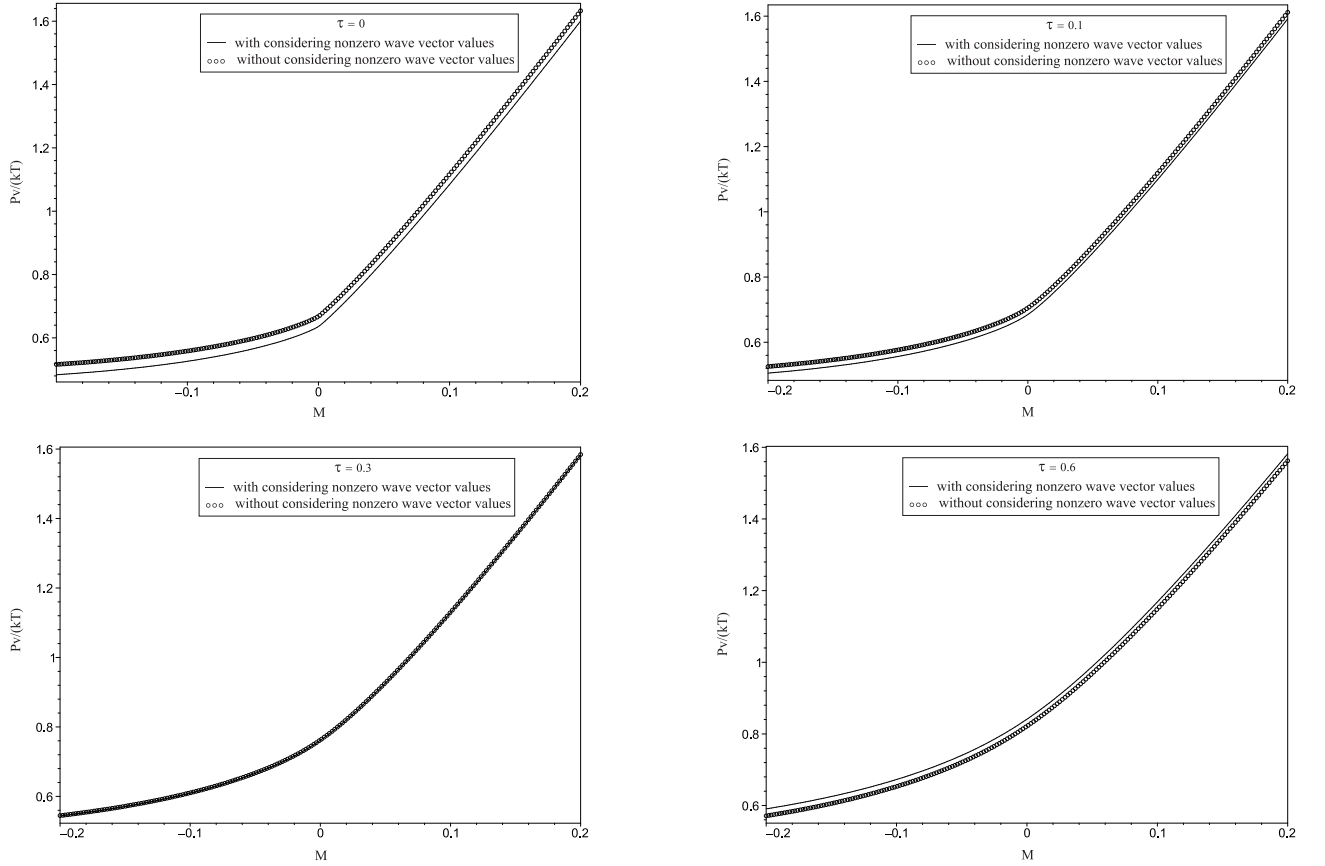 τ = 0
with considering nonzero wave vector values
ooo without considering nonzero wave vector values
1.6
1.4
1.2
1
0.8
0.6
Pv/(kT)
−0.1
0
0.1
0.2
M
τ = 0.1
with considering nonzero wave vector values
ooo without considering nonzero wave vector values
1.6
1.4
1.2
1
0.8
0.6
Pv/(kT)
−0.2
−0.1
0
0.1
0.2
M
τ = 0.3
with considering nonzero wave vector values
ooo without considering nonzero wave vector values
1.6
1.4
1.2
1
0.8
0.6
Pv/(kT)
−0.2
−0.1
0
0.1
0.2
M
τ = 0.6
with considering nonzero wave vector values
ooo without considering nonzero wave vector values
1.6
1.4
1.2
1
0.8
0.6
Pv/(kT)
−0.2
−0.1
0
0.1
0.2
M